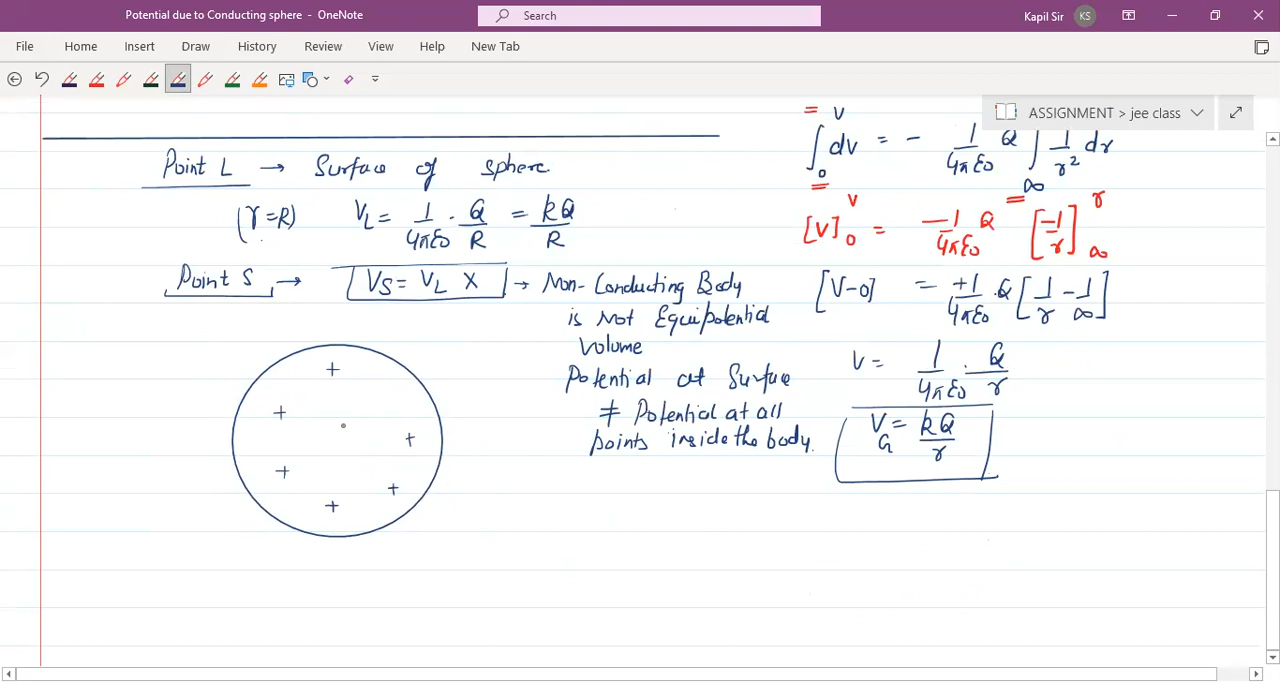 Potential due to Conducting sphere - OneNote
Search
Kapil Sir KS
File Home Insert Draw History Review View Help New Tab
ASSIGNMENT > jee class
Point L → Surface of sphere
(r=R) V_L = 1/4πε0 · Q/R = kQ/R
Point S → V_S = V_L X → Non-Conducting Body
is Not Equipotential
Volume
Potential at Surface
≠ Potential at all
points inside the body.
+
+
+
+
+
+
= V
∫ dv = - 1/4πε0 Q ∫ 1/r² dr
0 ∞
= =
[V]₀^V = -1/4πε0 Q [-1/r]_∞^r
[V-0] = +1/4πε0 · Q [1/r - 1/∞]
V = 1/4πε0 · Q/r
V_G = kQ/r